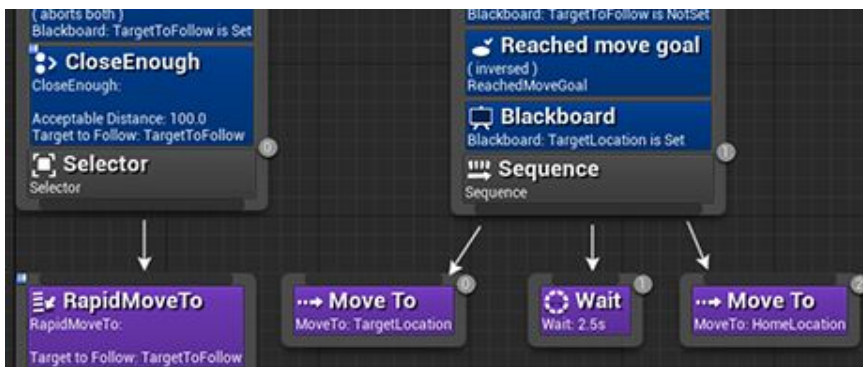 ( aborts both )
Blackboard: TargetToFollow is Set
CloseEnough
CloseEnough:
Acceptable Distance: 100.0
Target to Follow: TargetToFollow
0
Selector
Selector
Blackboard: TargetToFollow is NotSet
Reached move goal
( inversed )
ReachedMoveGoal
Blackboard
Blackboard: TargetLocation is Set
1
Sequence
Sequence
RapidMoveTo
RapidMoveTo:
Target to Follow: TargetToFollow
0
Move To
MoveTo: TargetLocation
1
Wait
Wait: 2.5s
2
Move To
MoveTo: HomeLocation